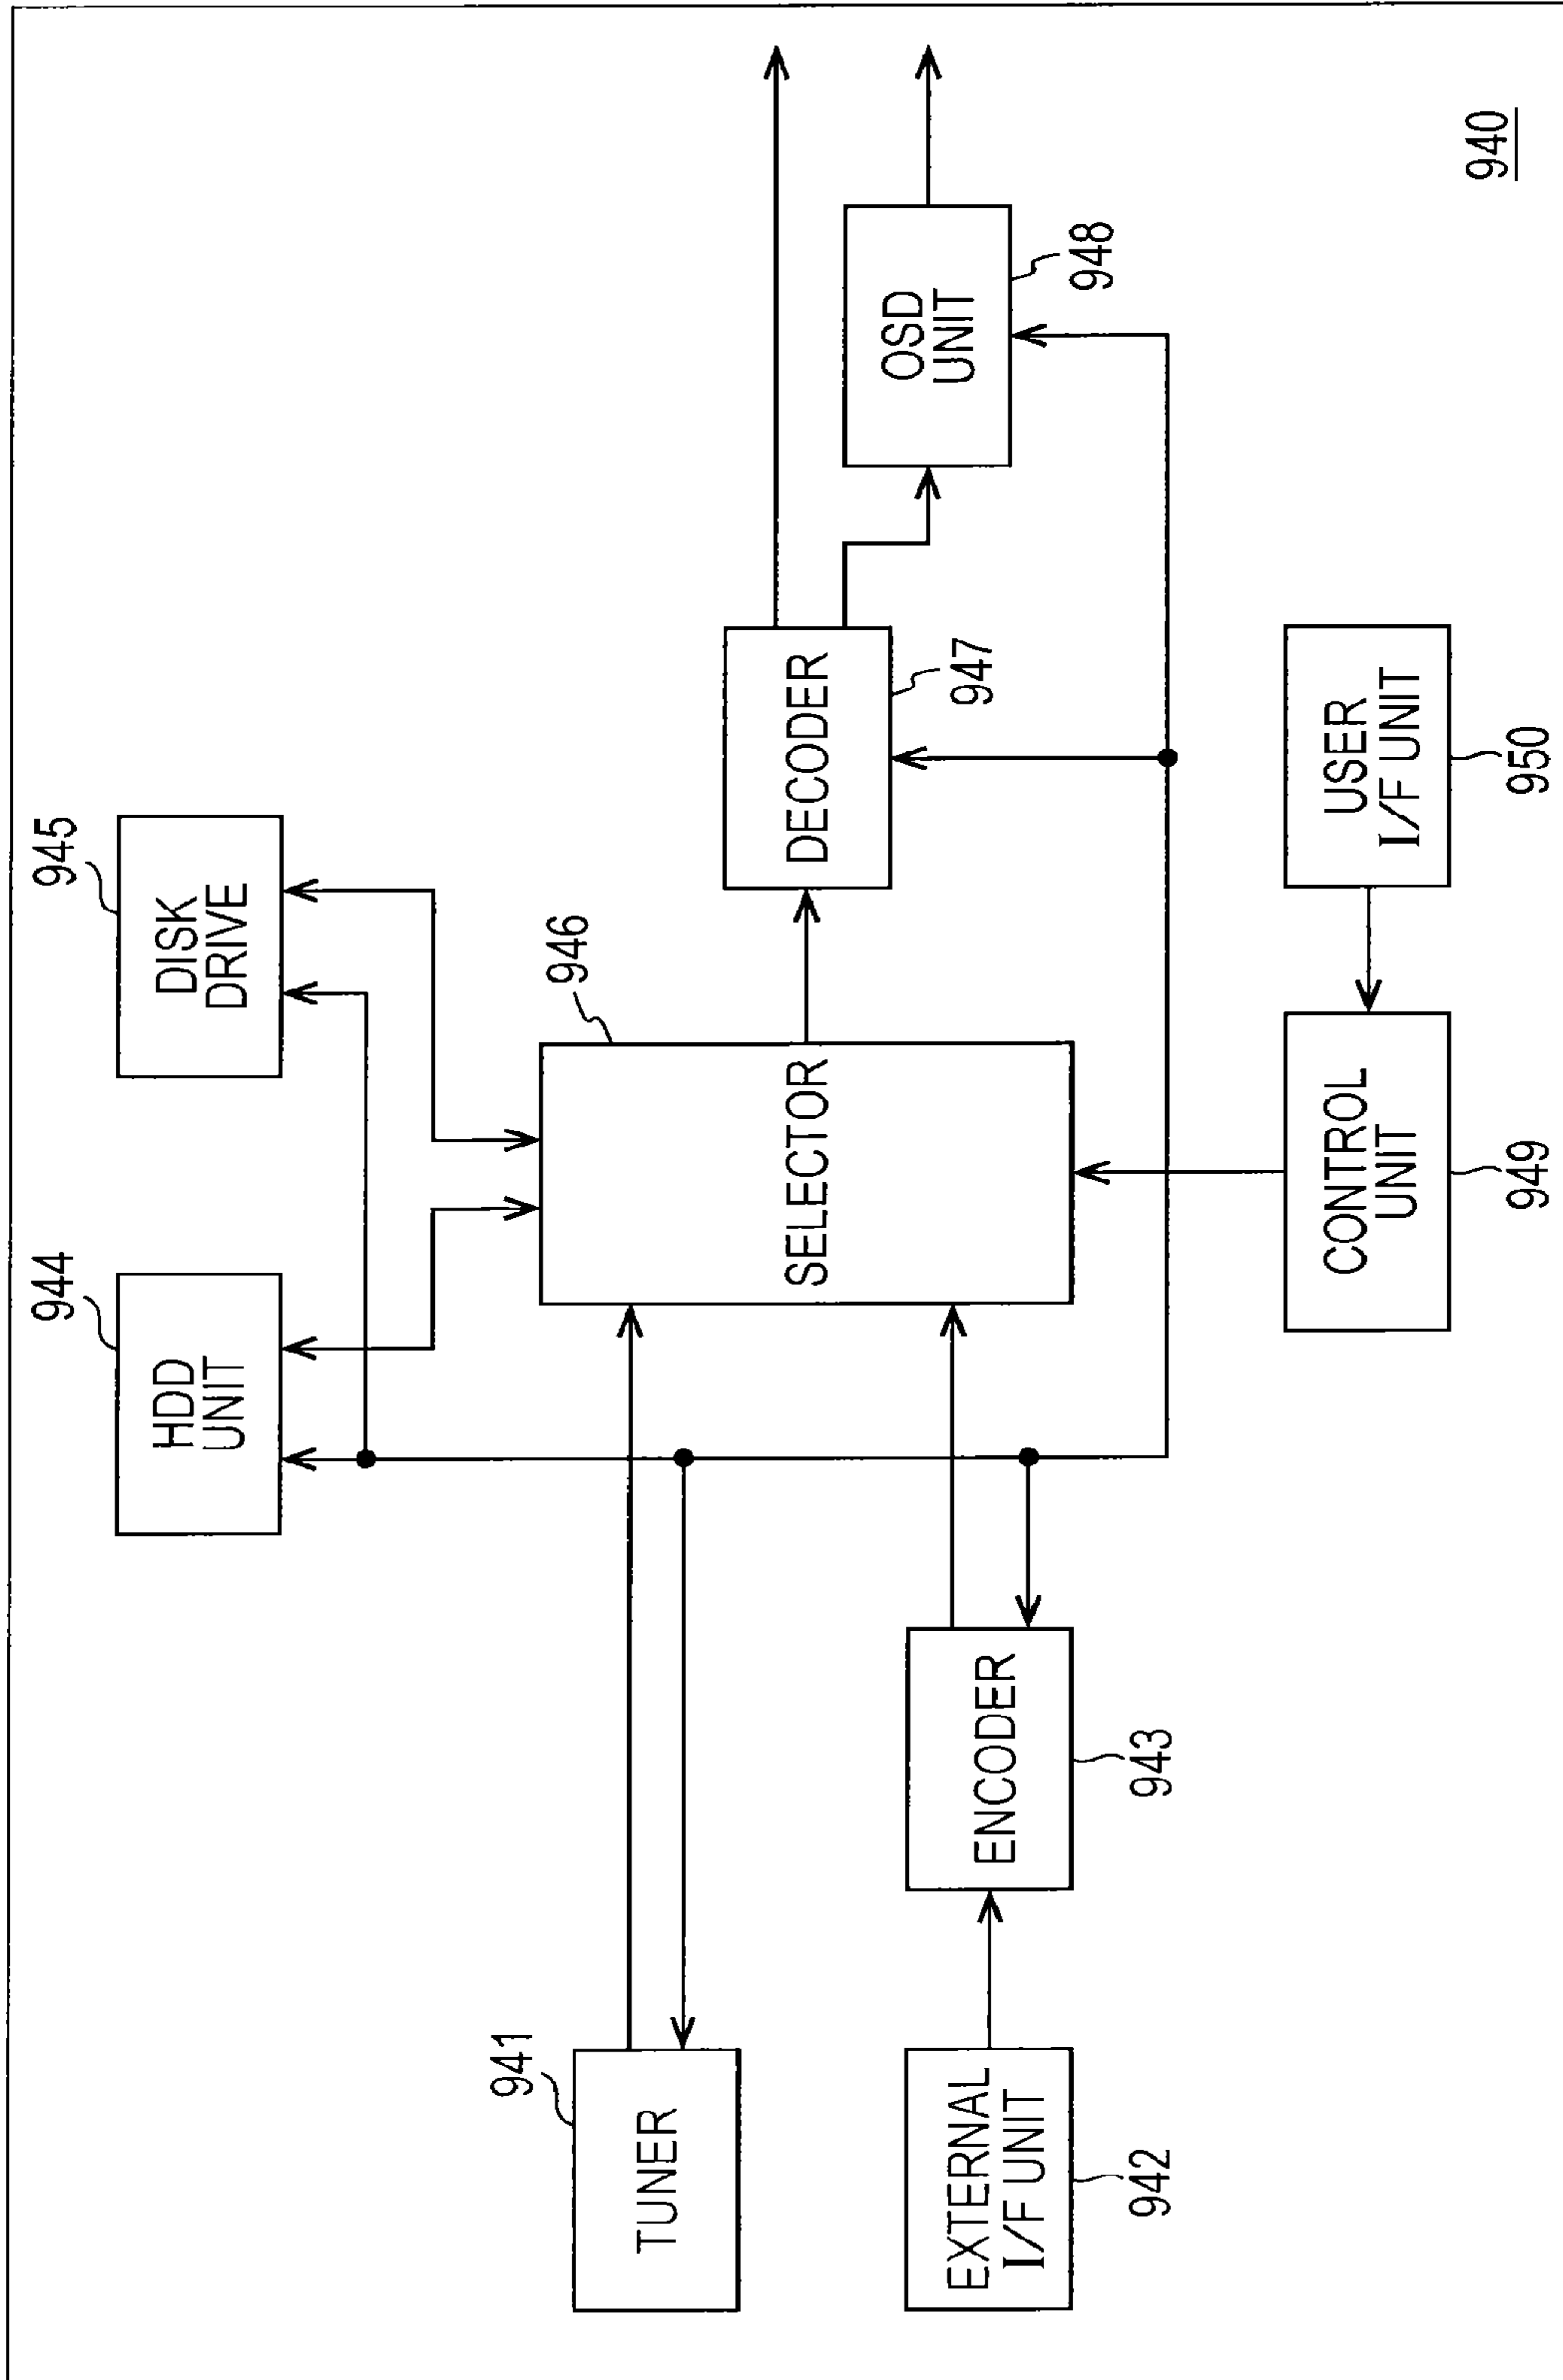 944
HDD
UNIT
945
DISK
DRIVE
941
TUNER
946
SELECTOR
DECODER
947
OSD
UNIT
948
EXTERNAL
I/F UNIT
942
ENCODER
943
CONTROL
UNIT
949
USER
I/F UNIT
950
940